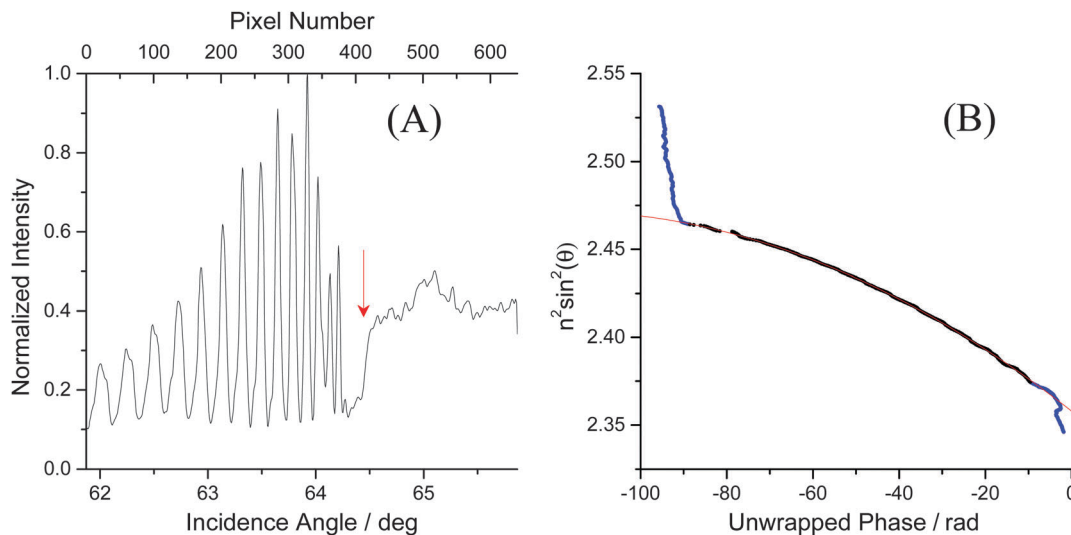 Pixel Number
0 100 200 300 400 500 600
1.0
0.8
0.6
0.4
0.2
0.0
Normalized Intensity
(A)
62 63 64 65
Incidence Angle / deg
2.55
2.50
2.45
2.40
2.35
n²sin²(θ)
(B)
-100 -80 -60 -40 -20 0
Unwrapped Phase / rad